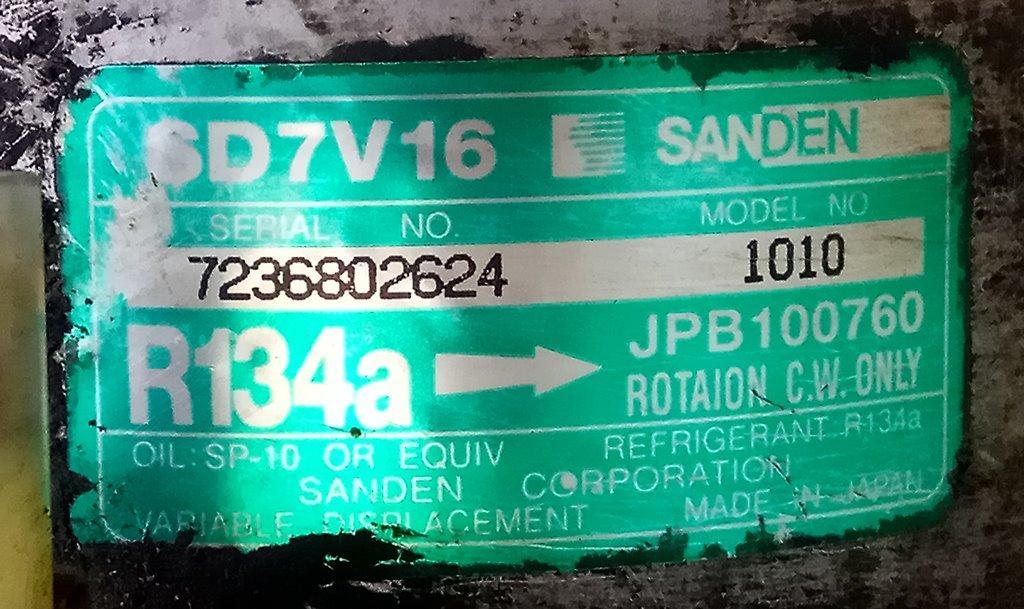 SD7V16 SANDEN
SERIAL NO. MODEL NO
7236802624 1010
R134a JPB100760
ROTAION C.W. ONLY
OIL: SP-10 OR EQUIV REFRIGERANT R134a
SANDEN CORPORATION
VARIABLE DISPLACEMENT MADE IN JAPAN